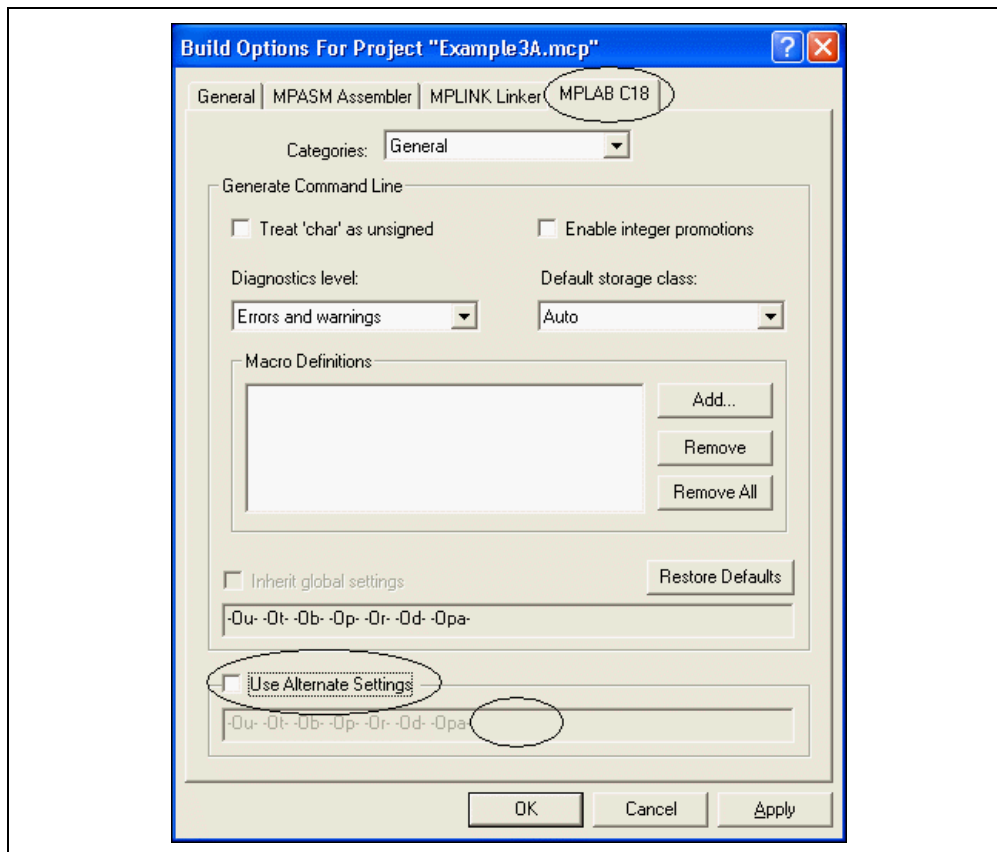 Build Options For Project "Example3A.mcp"
General MPASM Assembler MPLINK Linker MPLAB C18
Categories: General
Generate Command Line
Treat 'char' as unsigned Enable integer promotions
Diagnostics level: Default storage class:
Errors and warnings Auto
Macro Definitions
Add...
Remove
Remove All
Inherit global settings Restore Defaults
-Ou- -Ot- -Ob- -Op- -Or- -Od- -Opa-
Use Alternate Settings
-Ou- -Ot- -Ob- -Op- -Or- -Od- -Opa-
OK Cancel Apply